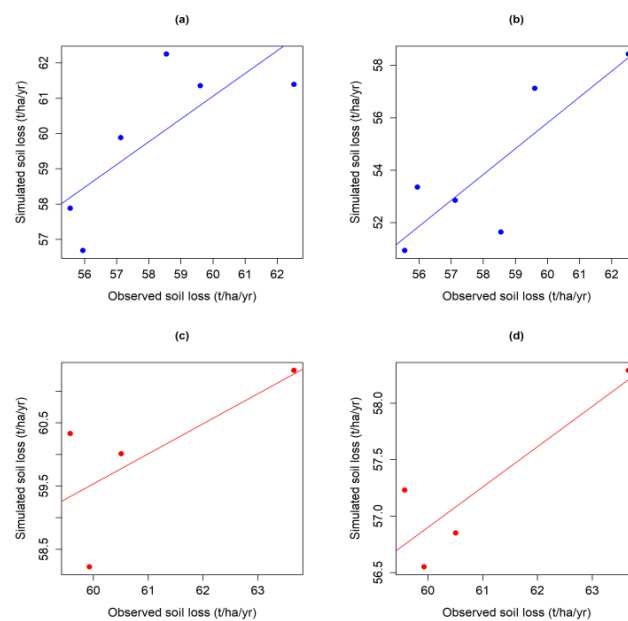 (a)
Simulated soil loss (t/ha/yr)
57 58 59 60 61 62
56 57 58 59 60 61 62
Observed soil loss (t/ha/yr)
(b)
Simulated soil loss (t/ha/yr)
52 54 56 58
56 57 58 59 60 61 62
Observed soil loss (t/ha/yr)
(c)
Simulated soil loss (t/ha/yr)
58.5 59.5 60.5
60 61 62 63
Observed soil loss (t/ha/yr)
(d)
Simulated soil loss (t/ha/yr)
56.5 57.0 57.5 58.0
60 61 62 63
Observed soil loss (t/ha/yr)